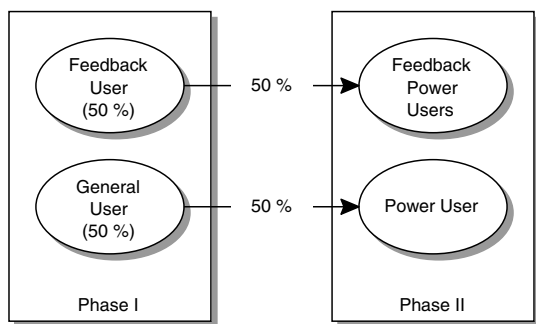 Feedback
User
(50 %)
50 %
Feedback
Power
Users
General
User
(50 %)
50 %
Power User
Phase I
Phase II